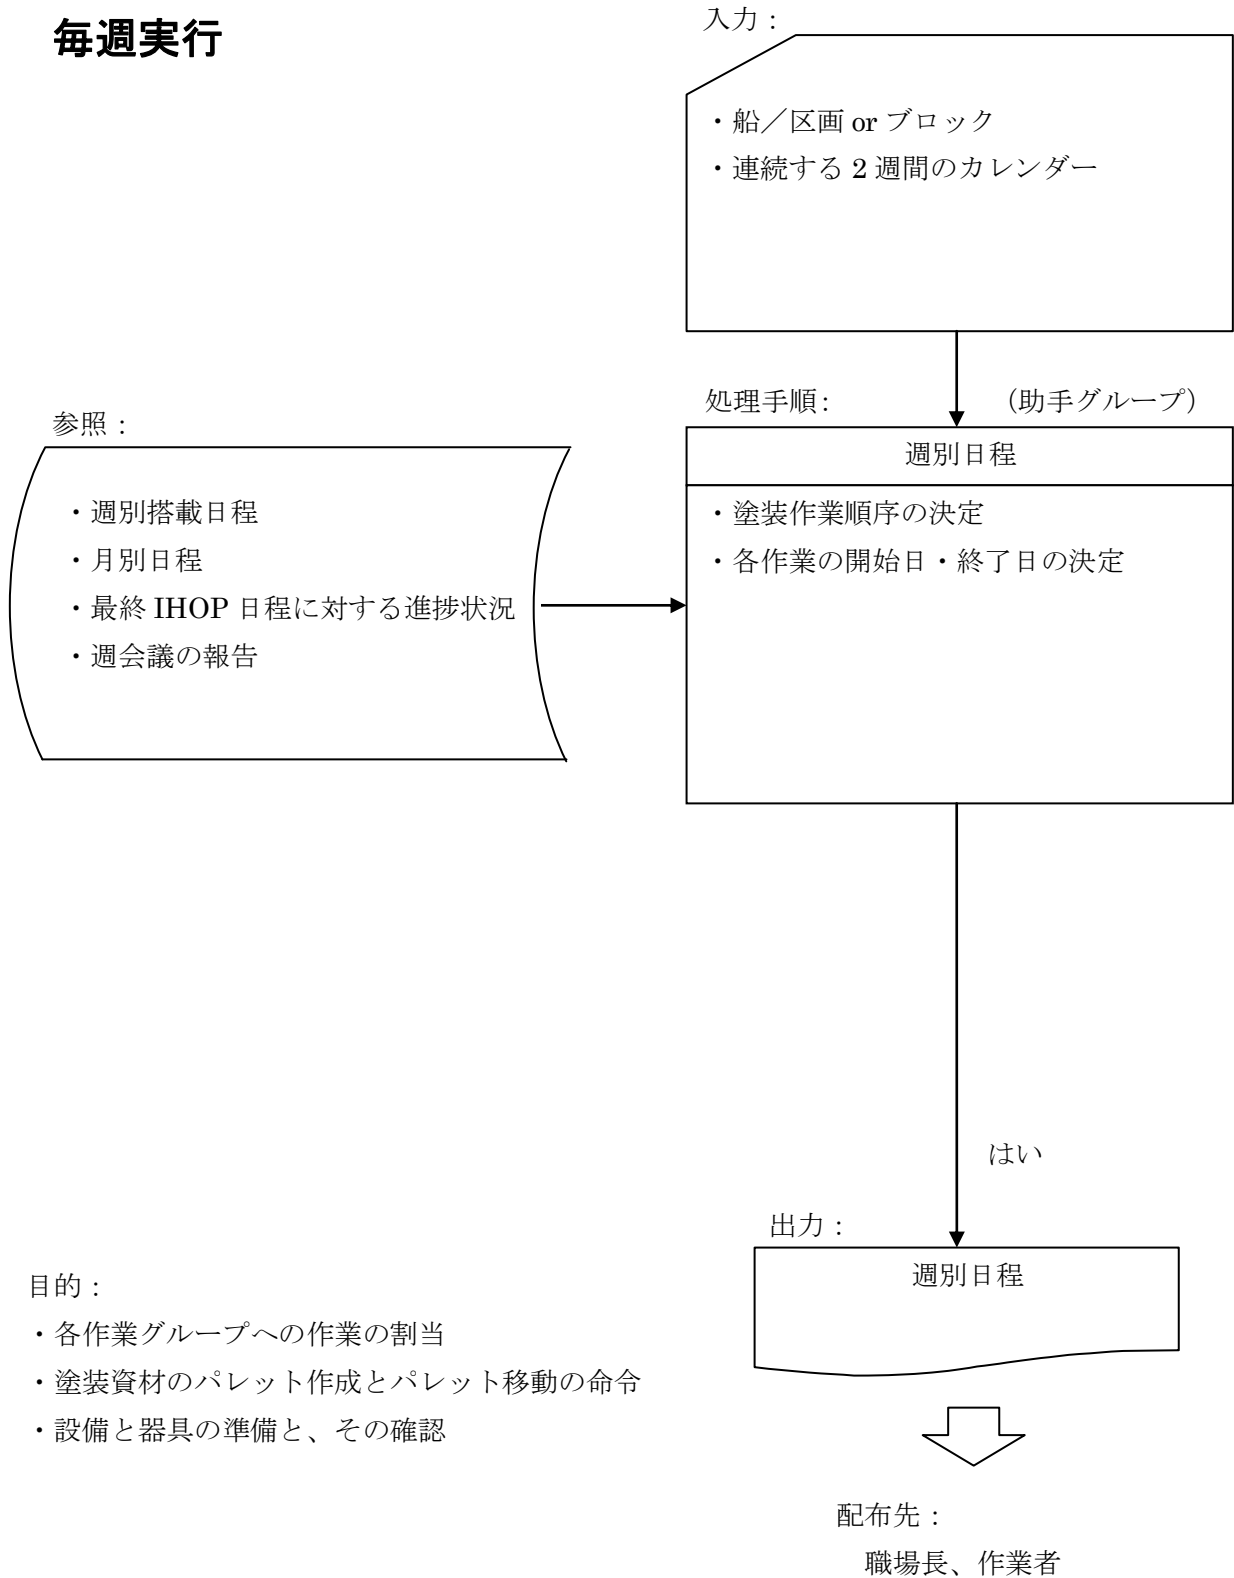 毎週実行
入力：
・船／区画 or ブロック
・連続する 2 週間のカレンダー
処理手順： （助手グループ）
週別日程
・塗装作業順序の決定
・各作業の開始日・終了日の決定
参照：
・週別搭載日程
・月別日程
・最終 IHOP 日程に対する進捗状況
・週会議の報告
はい
出力：
週別日程
目的：
・各作業グループへの作業の割当
・塗装資材のパレット作成とパレット移動の命令
・設備と器具の準備と、その確認
配布先：
職場長、作業者